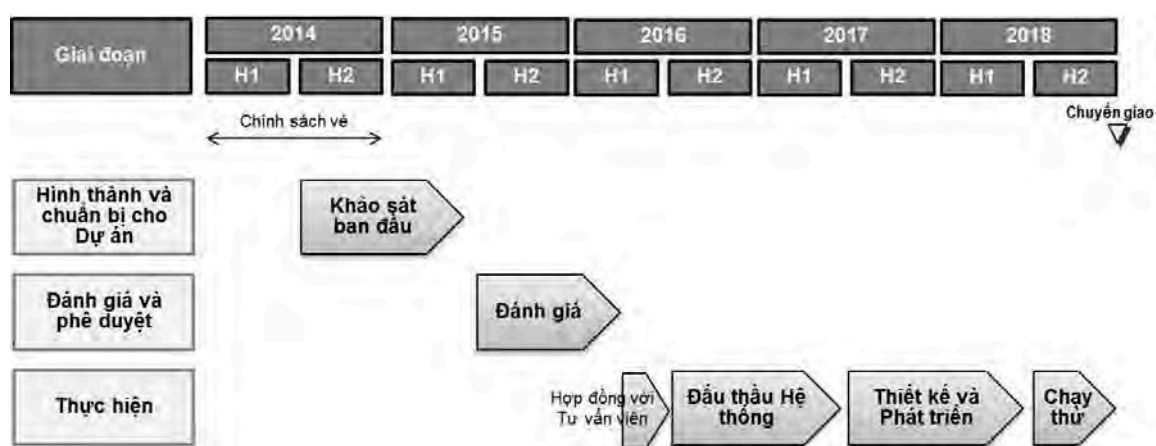 Giai đoạn
2014
2015
2016
2017
2018
H1
H2
H1
H2
H1
H2
H1
H2
H1
H2
Chính sách vé
Chuyển giao
Hình thành và
chuẩn bị cho
Dự án
Khảo sát
ban đầu
Đánh giá và
phê duyệt
Đánh giá
Thực hiện
Hợp đồng với
Tư vấn viên
Đấu thầu Hệ
thống
Thiết kế và
Phát triển
Chạy
thử